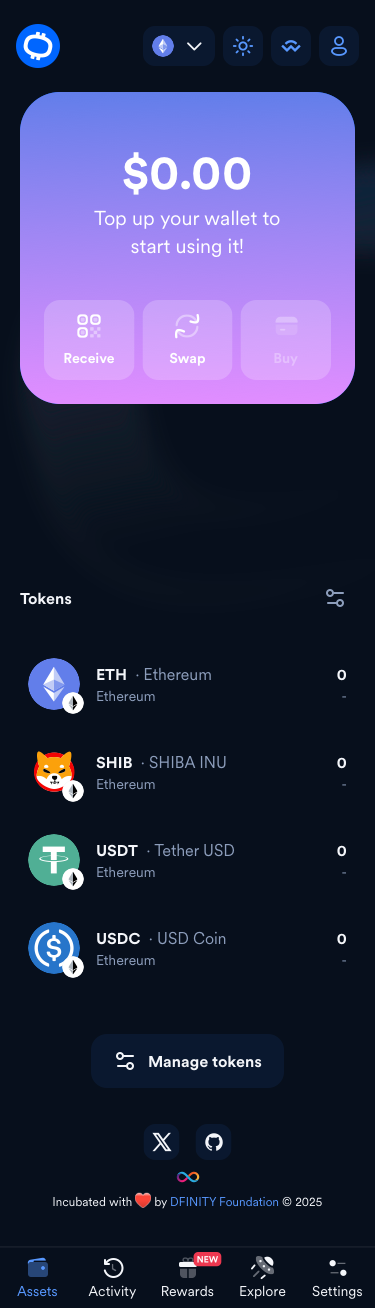 $0.00
Top up your wallet to
start using it!
Receive Swap Buy
Tokens
ETH · Ethereum 0
Ethereum -
SHIB · SHIBA INU 0
Ethereum -
USDT · Tether USD 0
Ethereum -
USDC · USD Coin 0
Ethereum -
Manage tokens
Incubated with ❤️ by DFINITY Foundation © 2025
NEW
Assets Activity Rewards Explore Settings